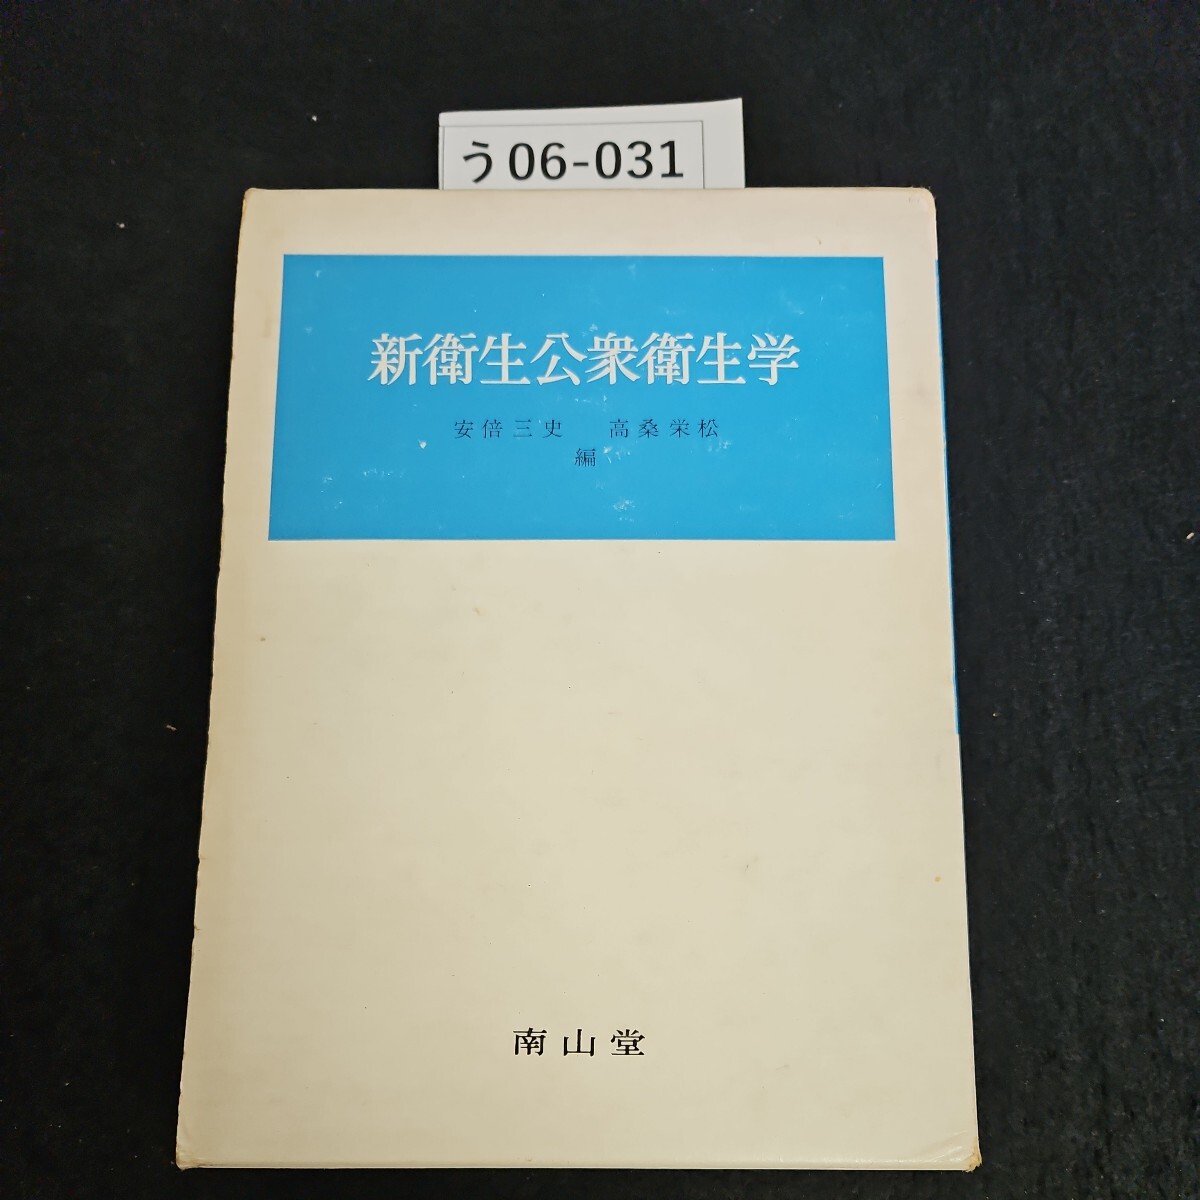 う06-031
新衛生公衆衛生学
安倍三史　高桑栄松
編
南山堂